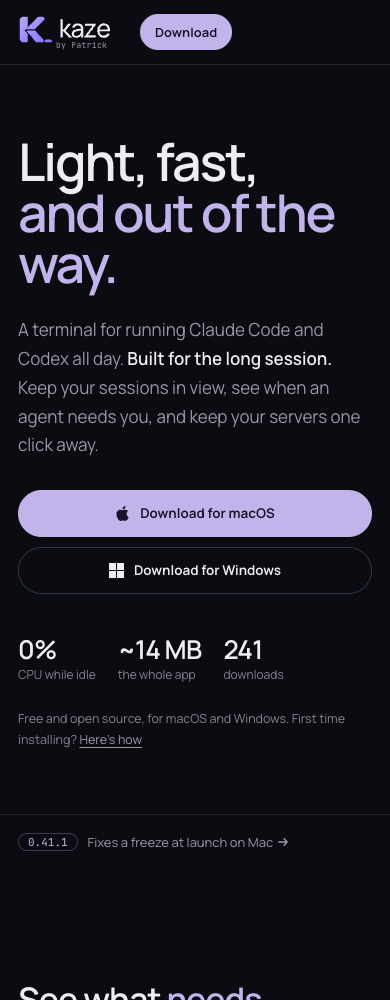 kaze
by Patrick
Download
Light, fast,
and out of the
way.
A terminal for running Claude Code and
Codex all day. Built for the long session.
Keep your sessions in view, see when an
agent needs you, and keep your servers one
click away.
Download for macOS
Download for Windows
0% ~14 MB 241
CPU while idle the whole app downloads
Free and open source, for macOS and Windows. First time
installing? Here's how
0.41.1 Fixes a freeze at launch on Mac →
See what needs